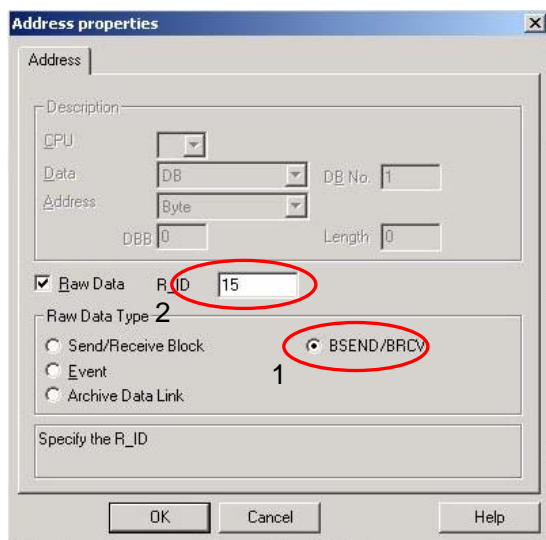 Address properties
Address
Description
CPU
Data DB DB No. 1
Address Byte
DBB 0 Length 0
Raw Data R_ID 15
2
Raw Data Type
Send/Receive Block BSEND/BRCV
1
Event
Archive Data Link
Specify the R_ID
OK Cancel Help